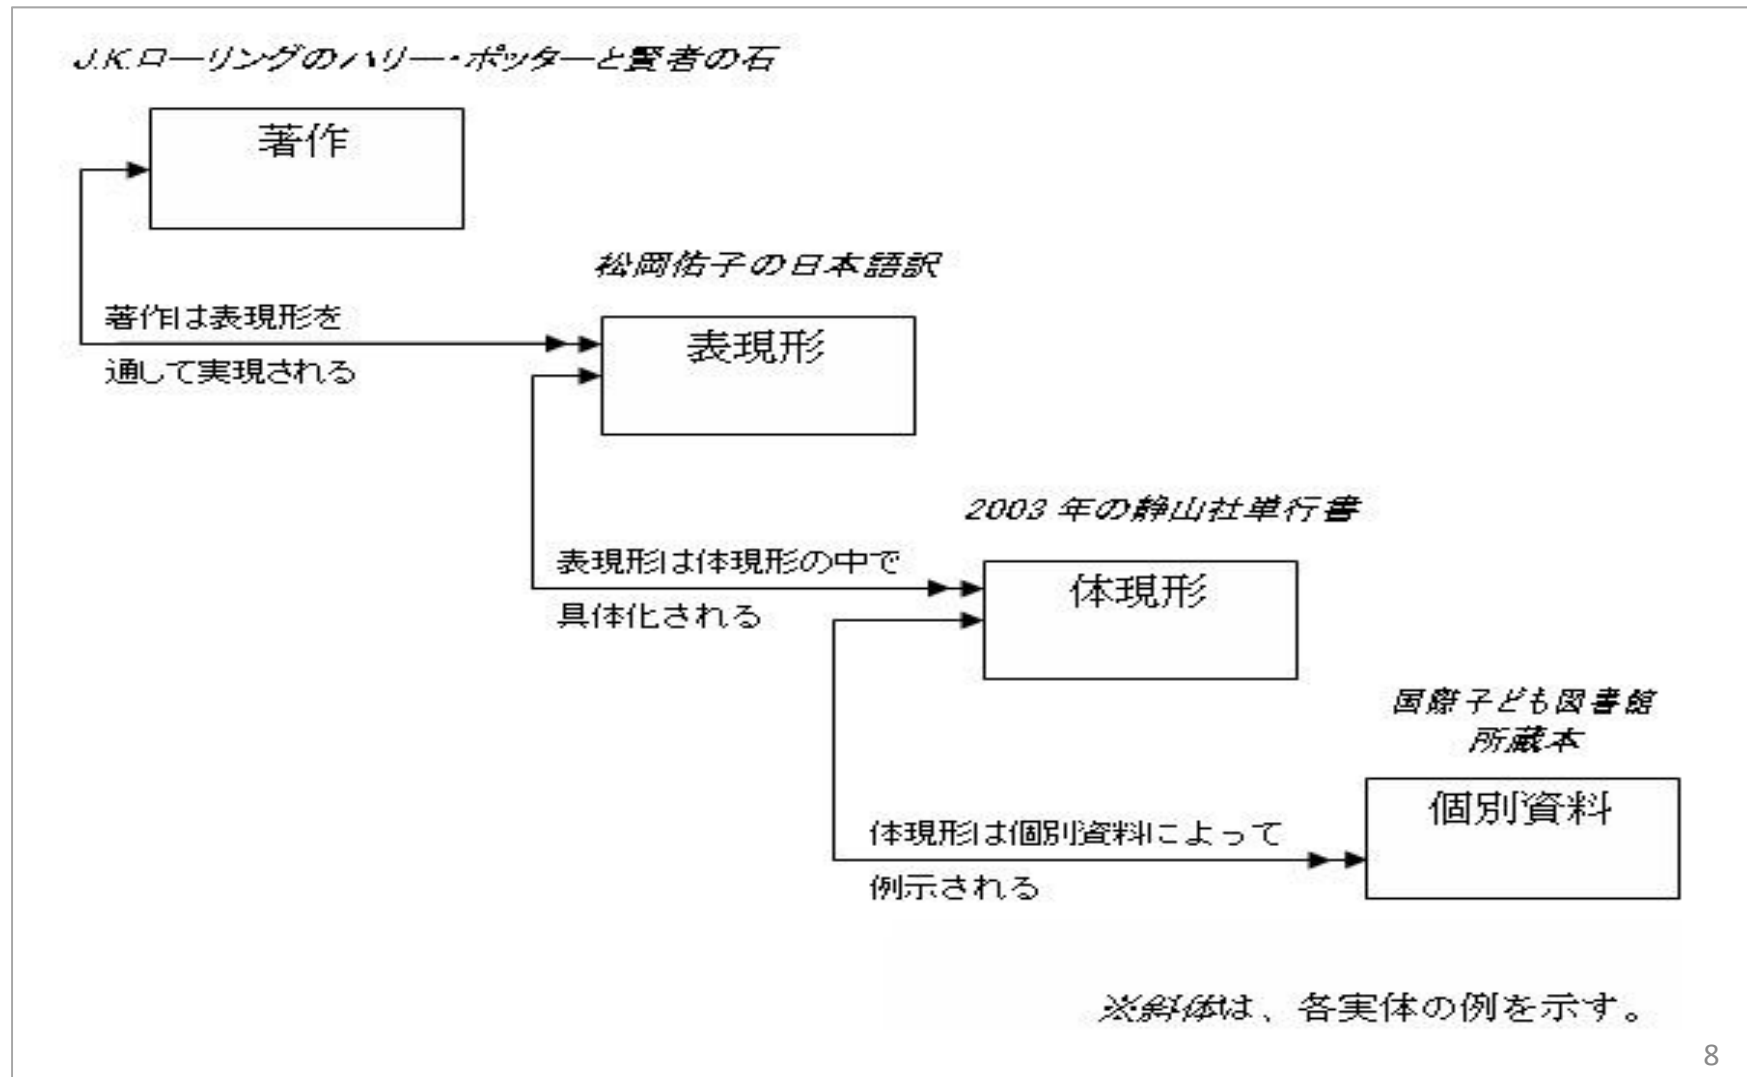 J.K.ローリングのハリー・ポッターと賢者の石
著作
松岡佑子の日本語訳
著作は表現形を
通して実現される
表現形
2003 年の静山社単行書
表現形は体現形の中で
具体化される
体現形
国際子ども図書館
所蔵本
個別資料
体現形は個別資料によって
例示される
※斜体は、各実体の例を示す。
8